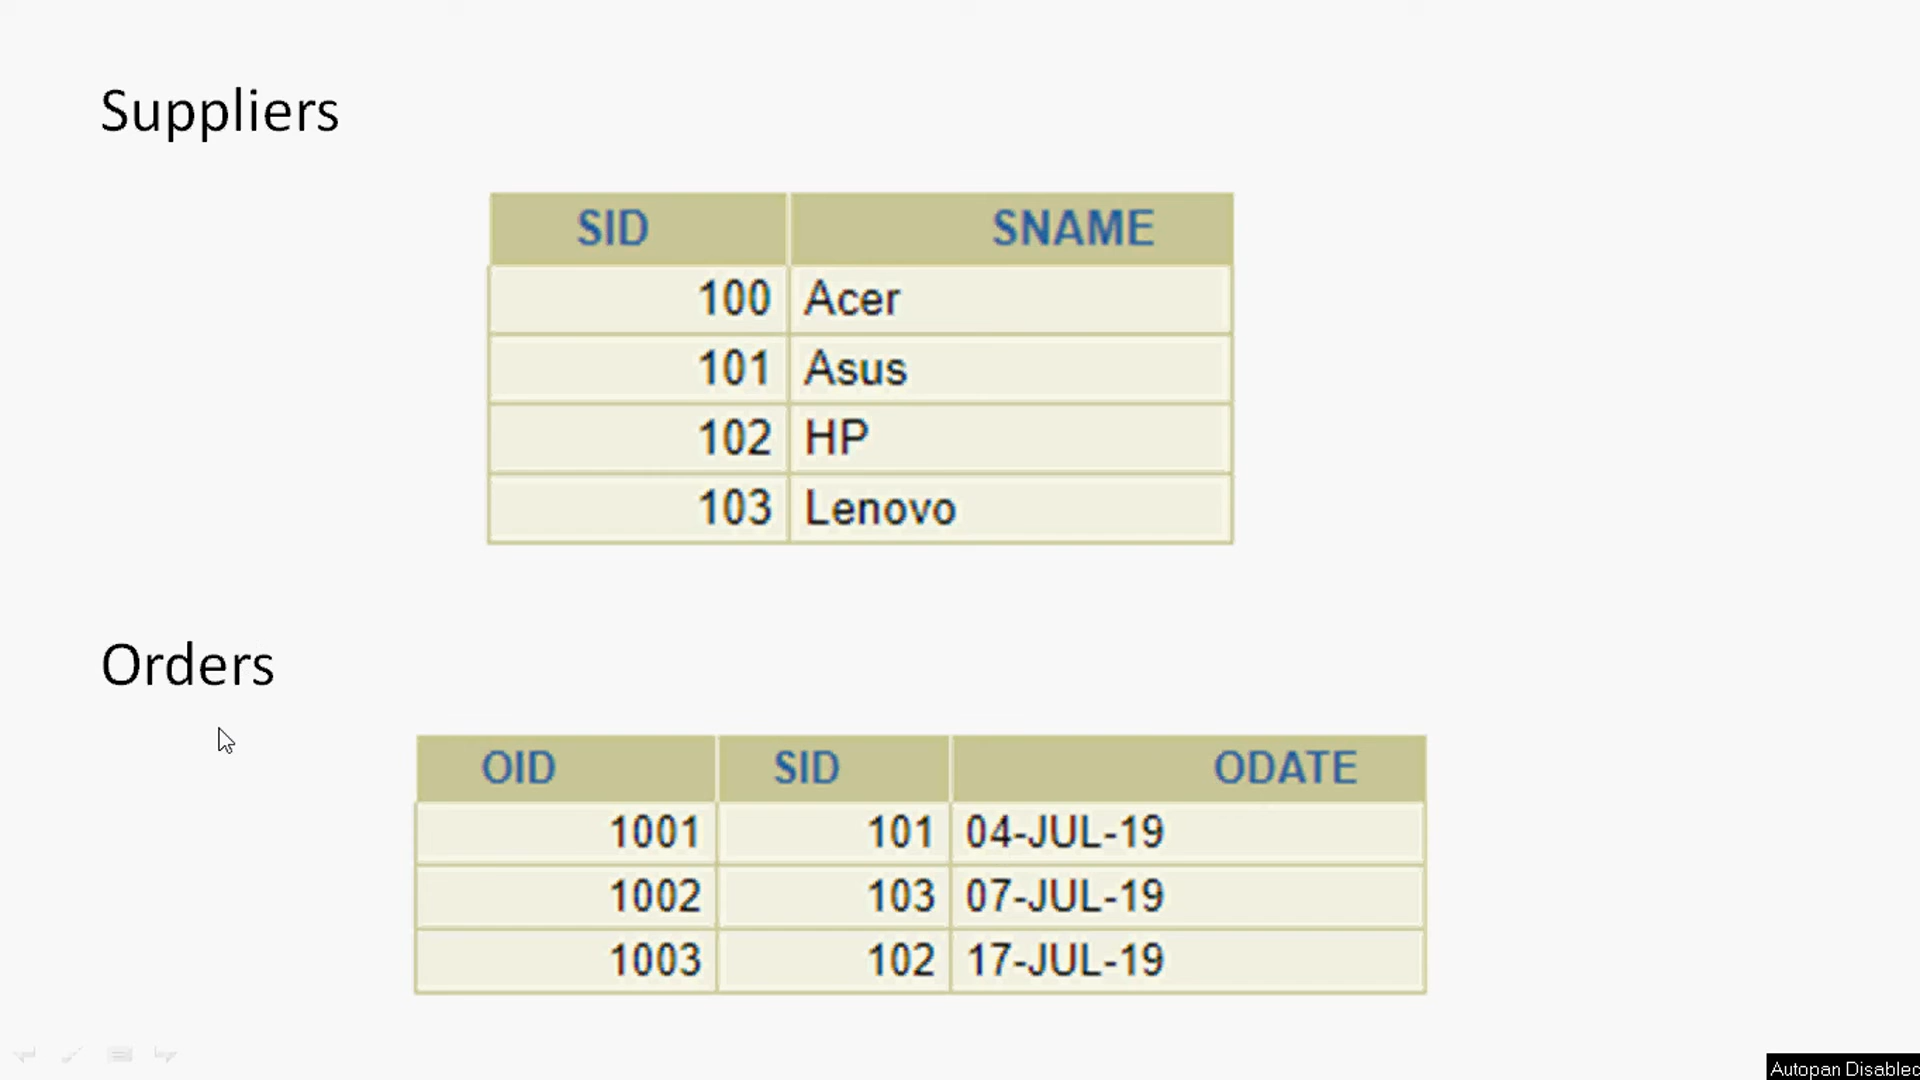 Suppliers
SID SNAME
100 Acer
101 Asus
102 HP
103 Lenovo
Orders
OID SID ODATE
1001 101 04-JUL-19
1002 103 07-JUL-19
1003 102 17-JUL-19
Autopan Disabled